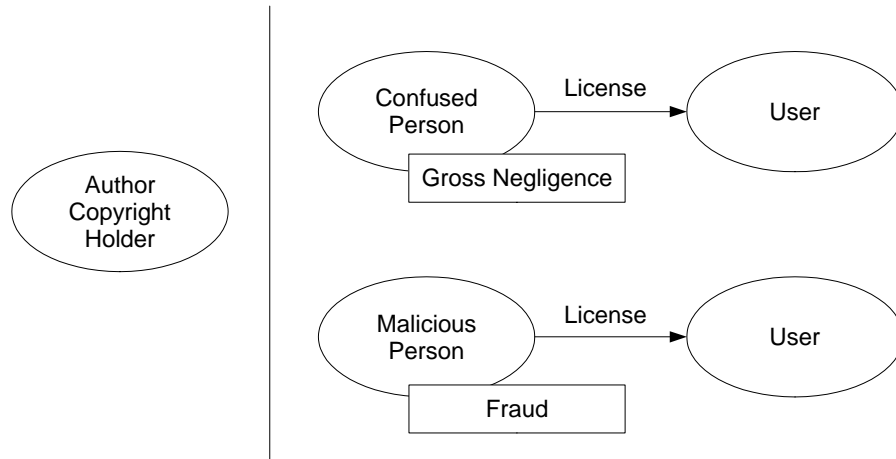 Author
Copyright
Holder
Confused
Person
License
User
Gross Negligence
Malicious
Person
License
User
Fraud